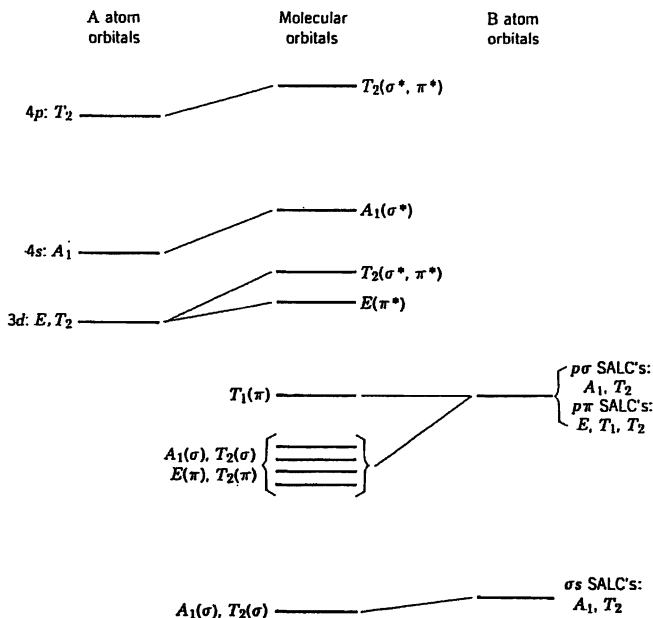 A atom
orbitals
Molecular
orbitals
B atom
orbitals
4p: T₂
T₂(σ*, π*)
4s: A₁
A₁(σ*)
3d: E, T₂
T₂(σ*, π*)
E(π*)
T₁(π)
pσ SALC's:
A₁, T₂
pπ SALC's:
E, T₁, T₂
A₁(σ), T₂(σ)
E(π), T₂(π)
A₁(σ), T₂(σ)
σs SALC's:
A₁, T₂